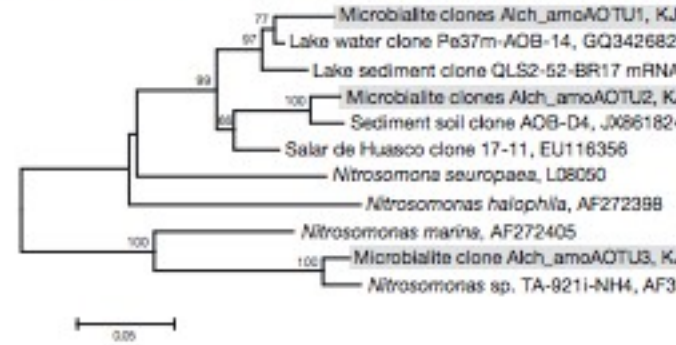 77
Microbialite clones Alch_amoAOTU1, KJ
97
Lake water clone Pe37m-AOB-14, GQ342682
Lake sediment clone QLS2-52-BR17 mRNA
99
100
Microbialite clones Alch_amoAOTU2, KJ
Sediment soil clone AOB-D4, JX861824
Salar de Huasco clone 17-11, EU116356
Nitrosomona seuropaea, L08050
Nitrosomonas halophila, AF272398
Nitrosomonas marina, AF272405
100
Microbialite clone Alch_amoAOTU3, KJ
100
Nitrosomonas sp. TA-921i-NH4, AF3
0.05